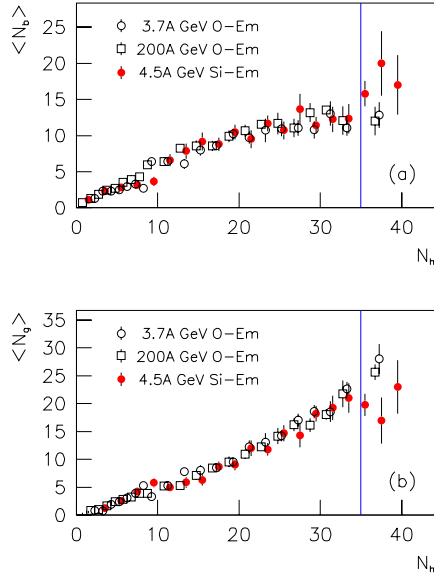 <N_b>
25
20
15
10
5
0
3.7A GeV O-Em
200A GeV O-Em
4.5A GeV Si-Em
(a)
0 10 20 30 40
N_h
<N_g>
35
30
25
20
15
10
5
0
3.7A GeV O-Em
200A GeV O-Em
4.5A GeV Si-Em
(b)
0 10 20 30 40
N_h